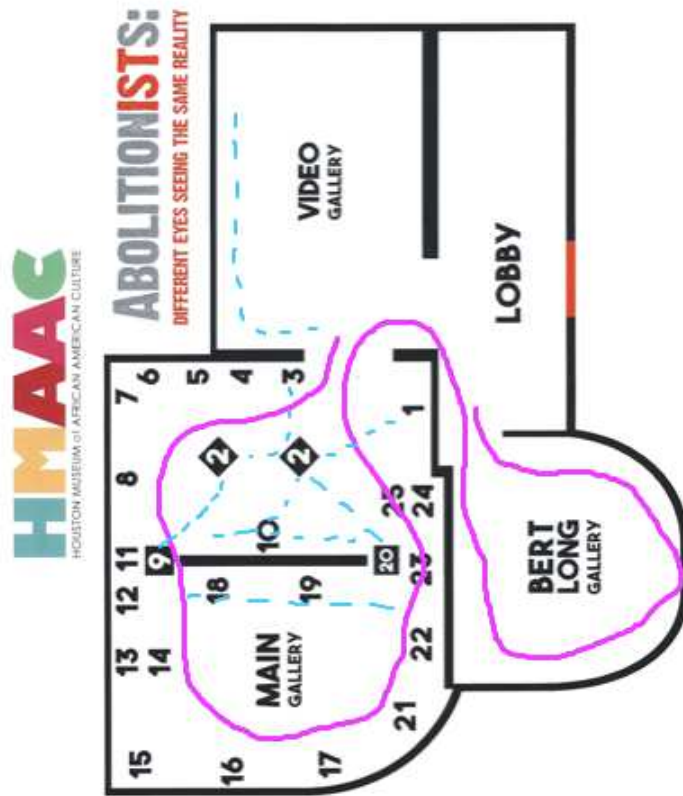 HMAAC
HOUSTON MUSEUM of AFRICAN AMERICAN CULTURE
ABOLITIONISTS:
DIFFERENT EYES SEEING THE SAME REALITY
VIDEO
GALLERY
LOBBY
7
6
5
4
3
8
2
2
1
11
9
10
25
24
20
23
12
18
19
13
14
MAIN
GALLERY
22
21
15
16
17
BERT
LONG
GALLERY